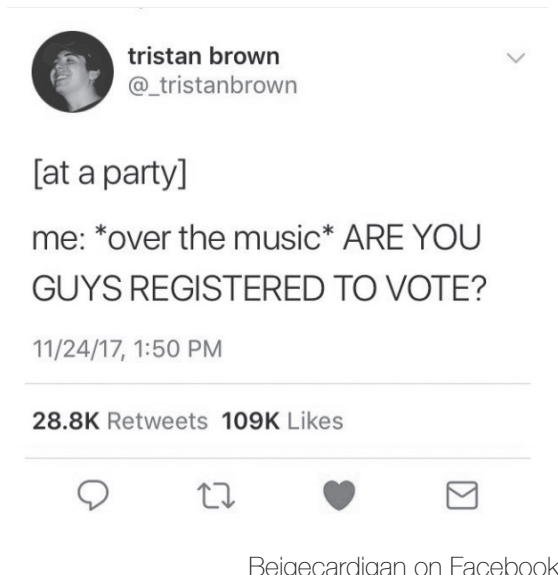 tristan brown
@_tristanbrown
[at a party]
me: *over the music* ARE YOU
GUYS REGISTERED TO VOTE?
11/24/17, 1:50 PM
28.8K Retweets 109K Likes
Beigecardigan on Facebook